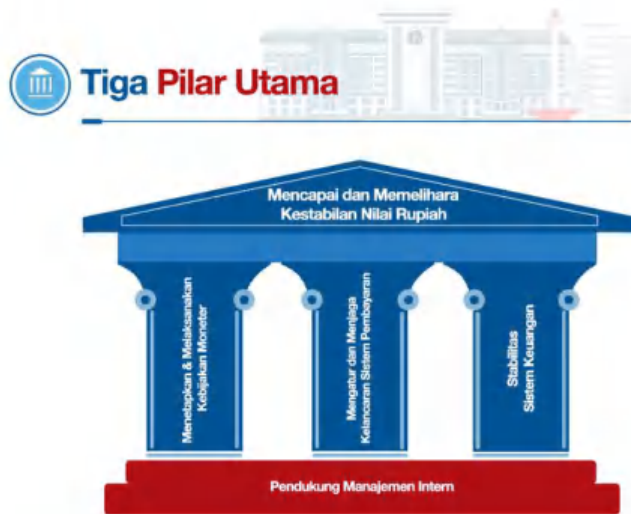 Tiga Pilar Utama
Mencapai dan Memelihara
Kestabilan Nilai Rupiah
Menetapkan & Melaksanakan
Kebijakan Moneter
Mengatur dan Menjaga
Kelancaran Sistem Pembayaran
Stabilitas
Sistem Keuangan
Pendukung Manajemen Intern